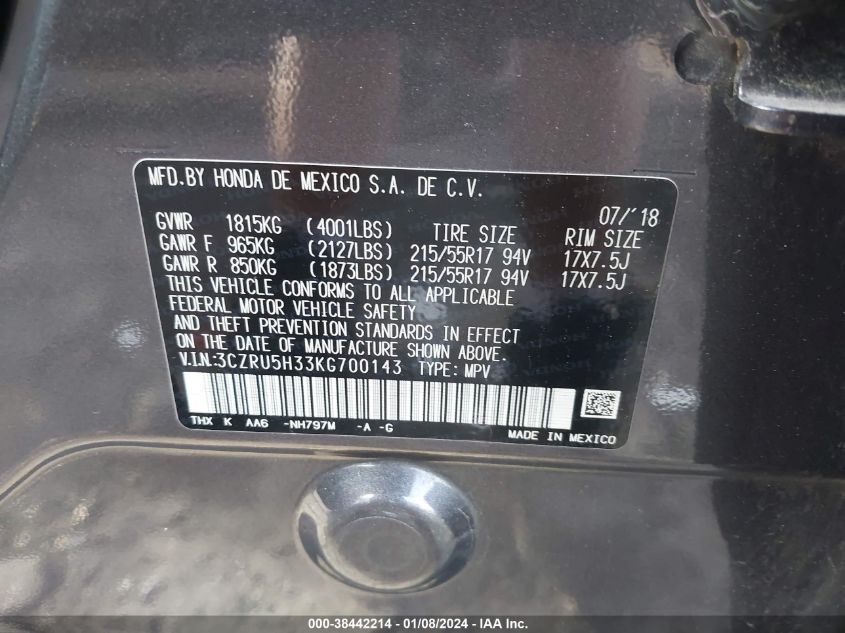 MFD.BY HONDA DE MEXICO S.A. DE C.V.
07/'18
GVWR 1815KG (4001LBS) TIRE SIZE RIM SIZE
GAWR F 965KG (2127LBS) 215/55R17 94V 17X7.5J
GAWR R 850KG (1873LBS) 215/55R17 94V 17X7.5J
THIS VEHICLE CONFORMS TO ALL APPLICABLE
FEDERAL MOTOR VEHICLE SAFETY
AND THEFT PREVENTION STANDARDS IN EFFECT
ON THE DATE OF MANUFACTURE SHOWN ABOVE.
V.I.N:3CZRU5H33KG700143 TYPE: MPV
THX K AA6 -NH797M -A -G
MADE IN MEXICO
000-38442214 - 01/08/2024 - IAA Inc.